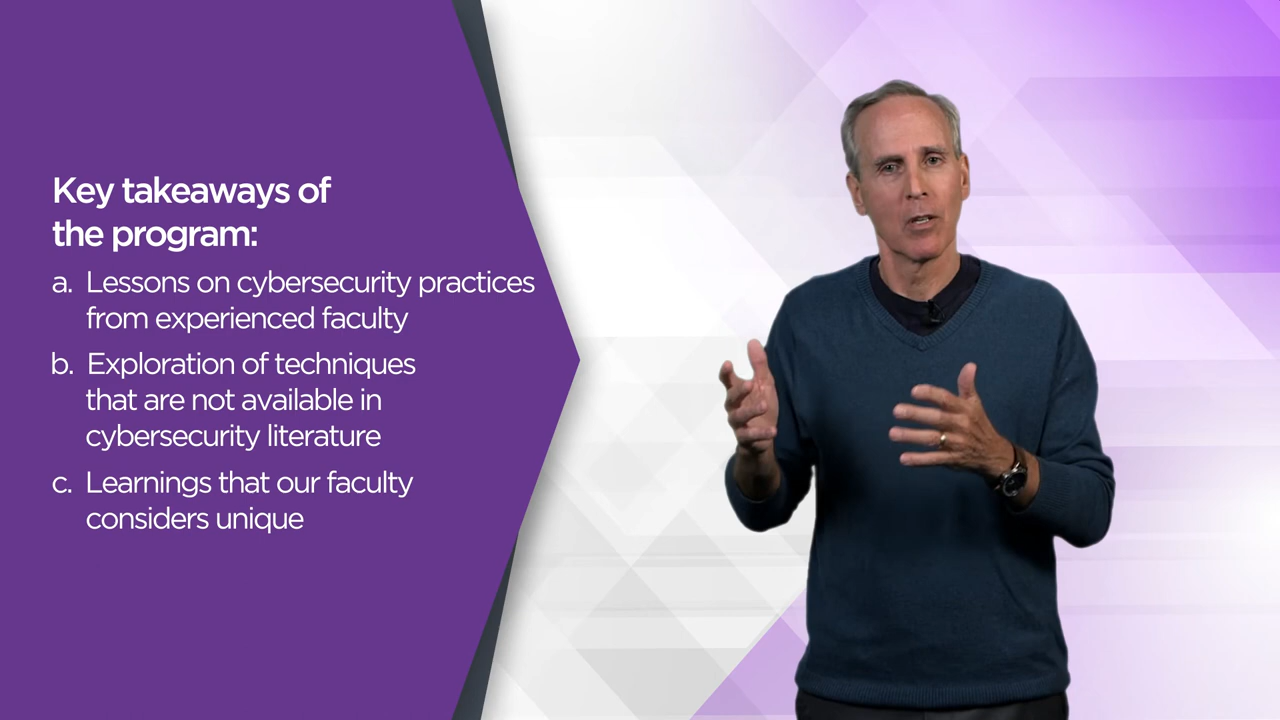 Key takeaways of
the program:
a. Lessons on cybersecurity practices
from experienced faculty
b. Exploration of techniques
that are not available in
cybersecurity literature
c. Learnings that our faculty
considers unique